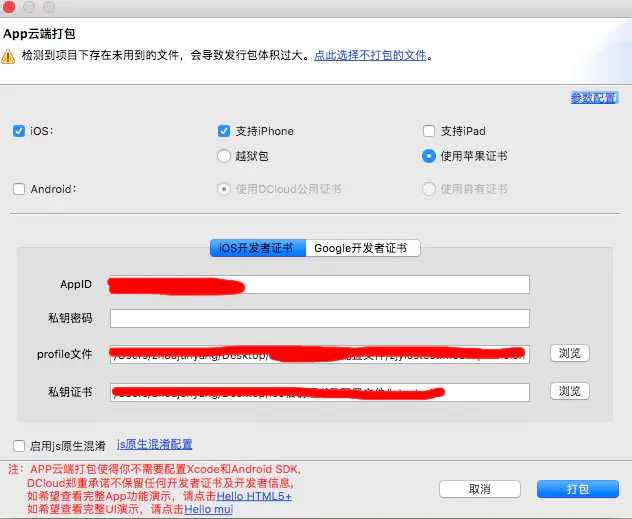 App云端打包
检测到项目下存在未用到的文件，会导致发行包体积过大。点此选择不打包的文件。
参数配置
iOS： 支持iPhone 支持iPad
越狱包 使用苹果证书
Android： 使用DCloud公用证书 使用自有证书
iOS开发者证书 Google开发者证书
AppID
私钥密码
profile文件 浏览
私钥证书 浏览
启用js原生混淆 js原生混淆配置
注：APP云端打包使得你不需要配置Xcode和Android SDK,
DCloud郑重承诺不保留任何开发者证书及开发者信息,
如希望查看完整App功能演示，请点击Hello HTML5+
如希望查看完整UI演示，请点击Hello mui
取消 打包